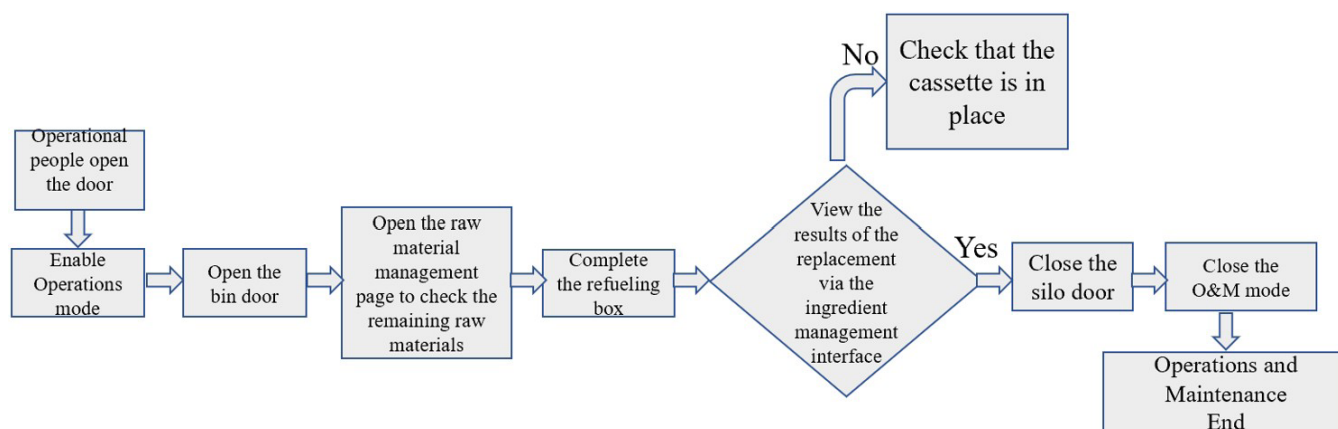 Operational
people open
the door
Enable
Operations
mode
Open the
bin door
Open the raw
material
management
page to check the
remaining raw
materials
Complete
the refueling
box
View the
results of the
replacement
via the
ingredient
management
interface
No
Check that the
cassette is in
place
Yes
Close the
silo door
Close the
O&M mode
Operations and
Maintenance
End